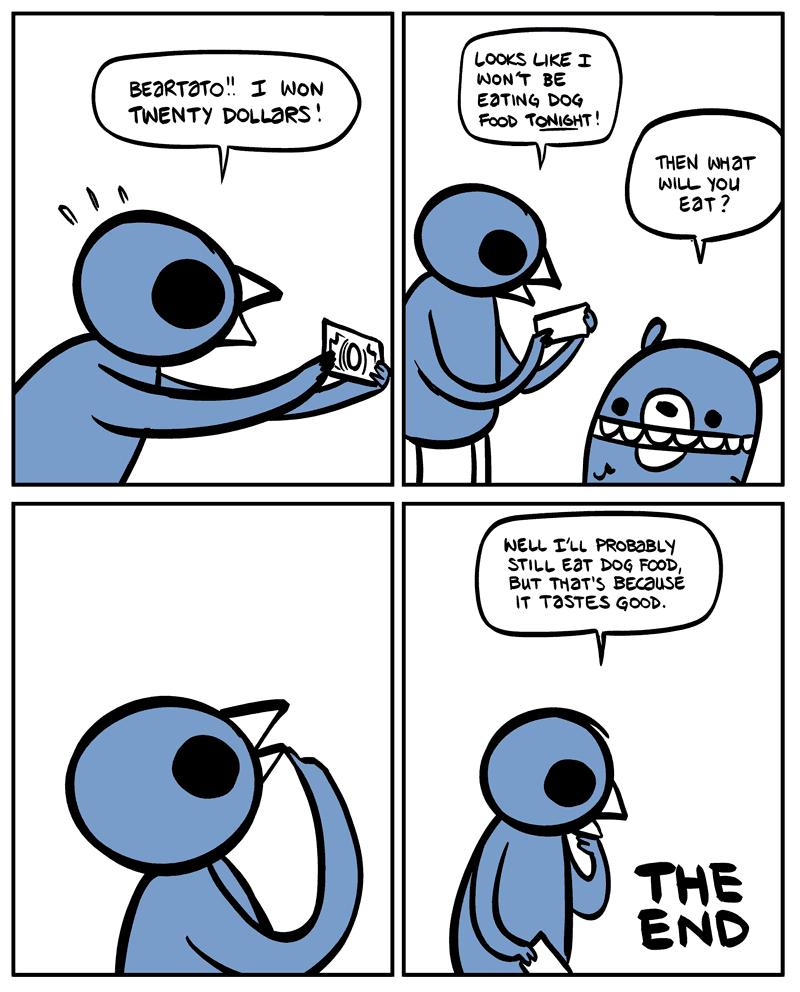 BEARTATO!! I WON
TWENTY DOLLARS!
LOOKS LIKE I
WON'T BE
EATING DOG
FOOD TONIGHT!
THEN WHAT
WILL YOU
EAT?
WELL I'LL PROBABLY
STILL EAT DOG FOOD,
BUT THAT'S BECAUSE
IT TASTES GOOD.
THE
END